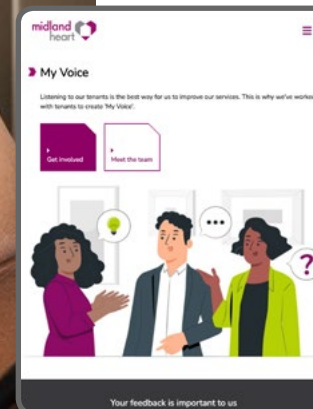 midland
heart
My Voice
Listening to our tenants is the best way for us to improve our services. This is why we've worked
with tenants to create 'My Voice'.
Get involved
Meet the team
?
Your feedback is important to us